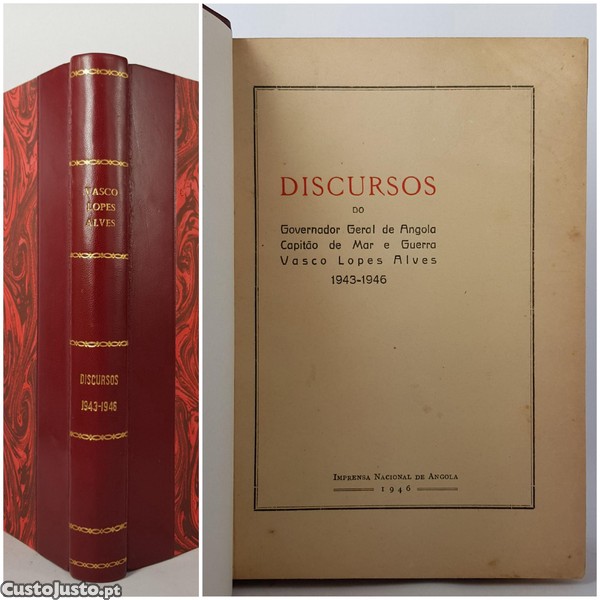 VASCO
LOPES
ALVES
DISCURSOS
1943-1946
DISCURSOS
DO
Governador Geral de Angola
Capitão de Mar e Guerra
Vasco Lopes Alves
1943-1946
IMPRENSA NACIONAL DE ANGOLA
1946
CustoJusto.pt